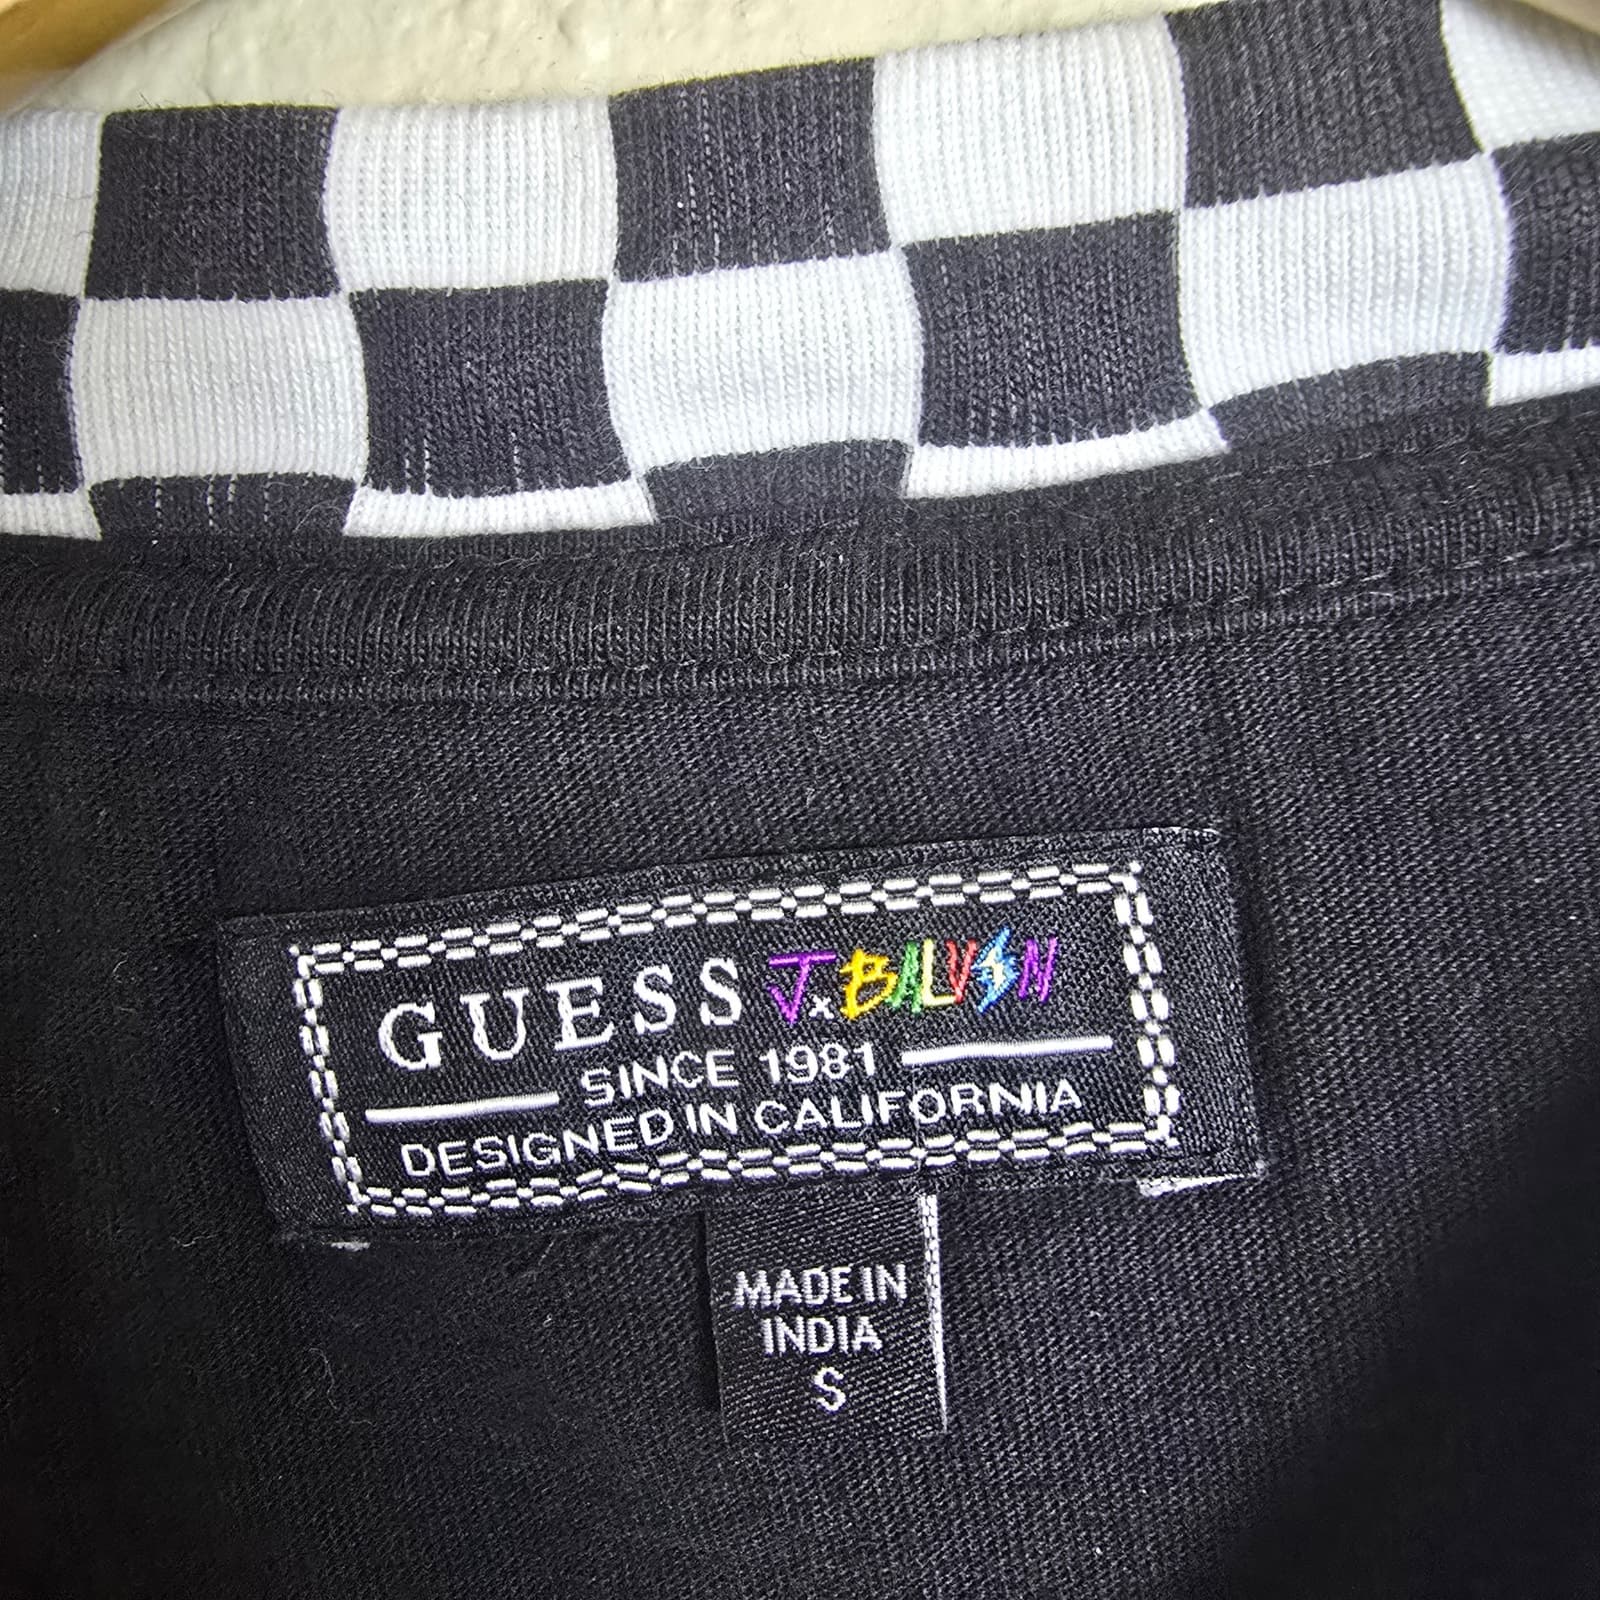 GUESS J x BALVIN
SINCE 1981
DESIGNED IN CALIFORNIA
MADE IN
INDIA
S